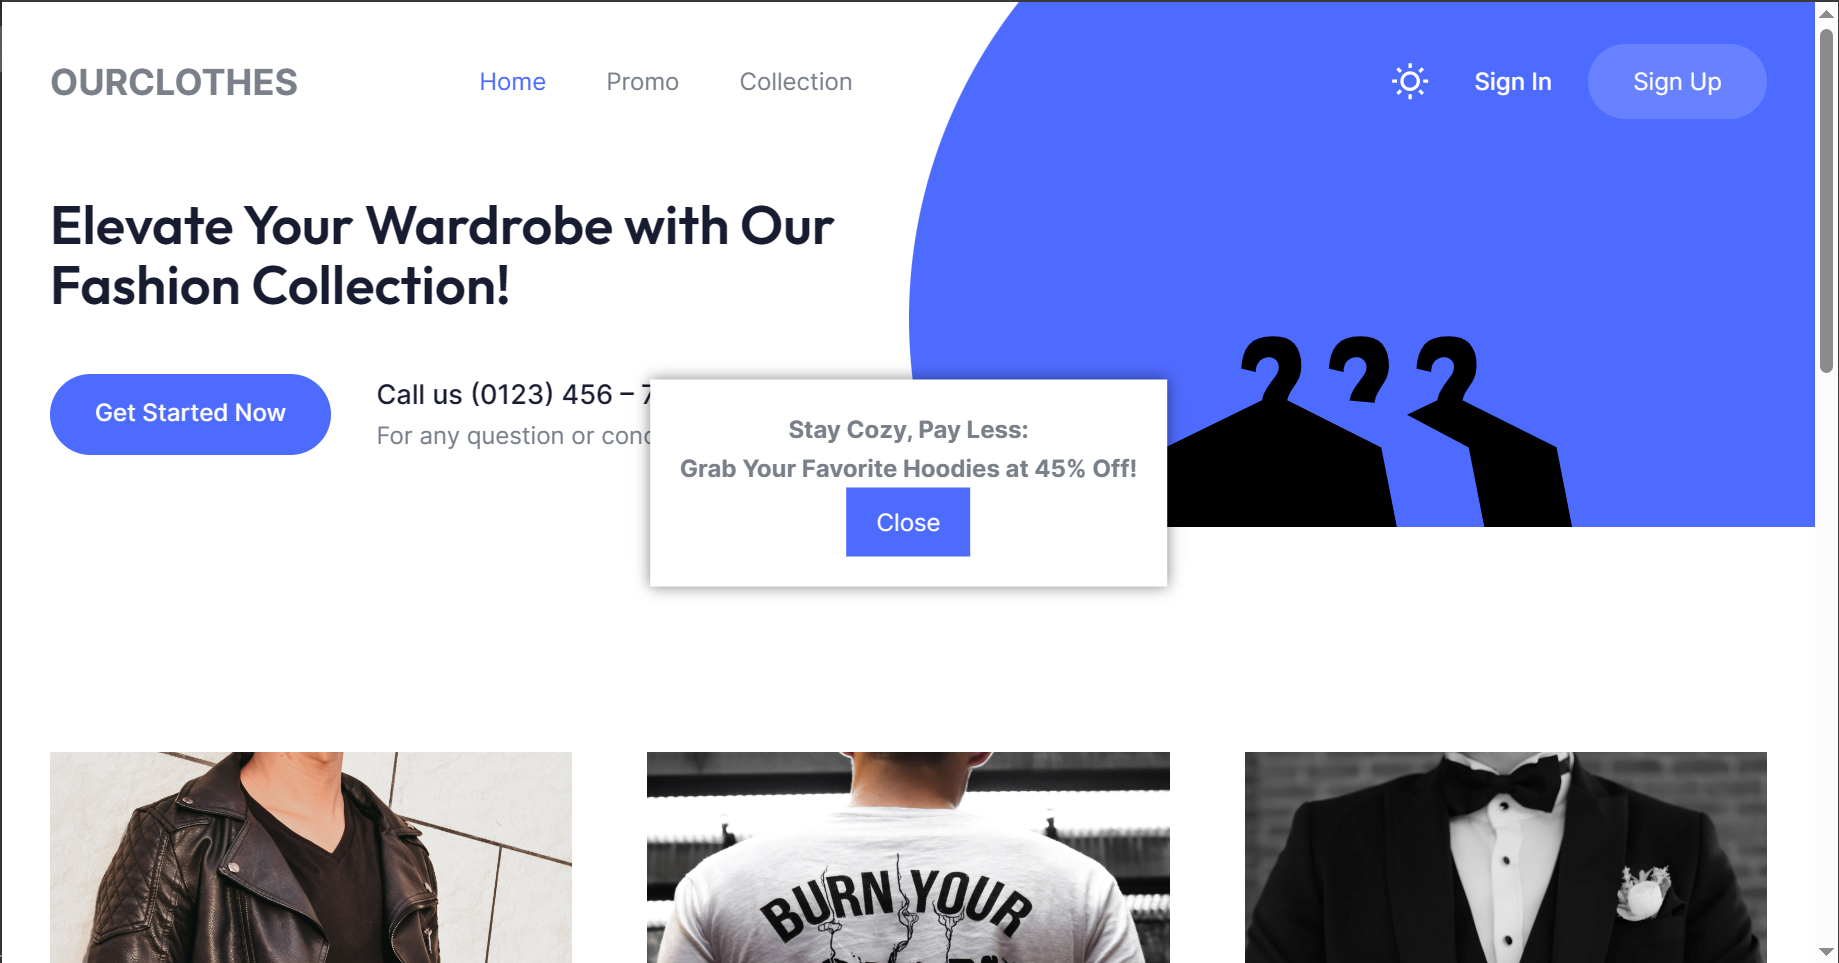 OURCLOTHES
Home
Promo
Collection
Sign In
Sign Up
Elevate Your Wardrobe with Our
Fashion Collection!
Get Started Now
Call us (0123) 456 –
For any question or
Stay Cozy, Pay Less:
Grab Your Favorite Hoodies at 45% Off!
Close
BURN YOUR